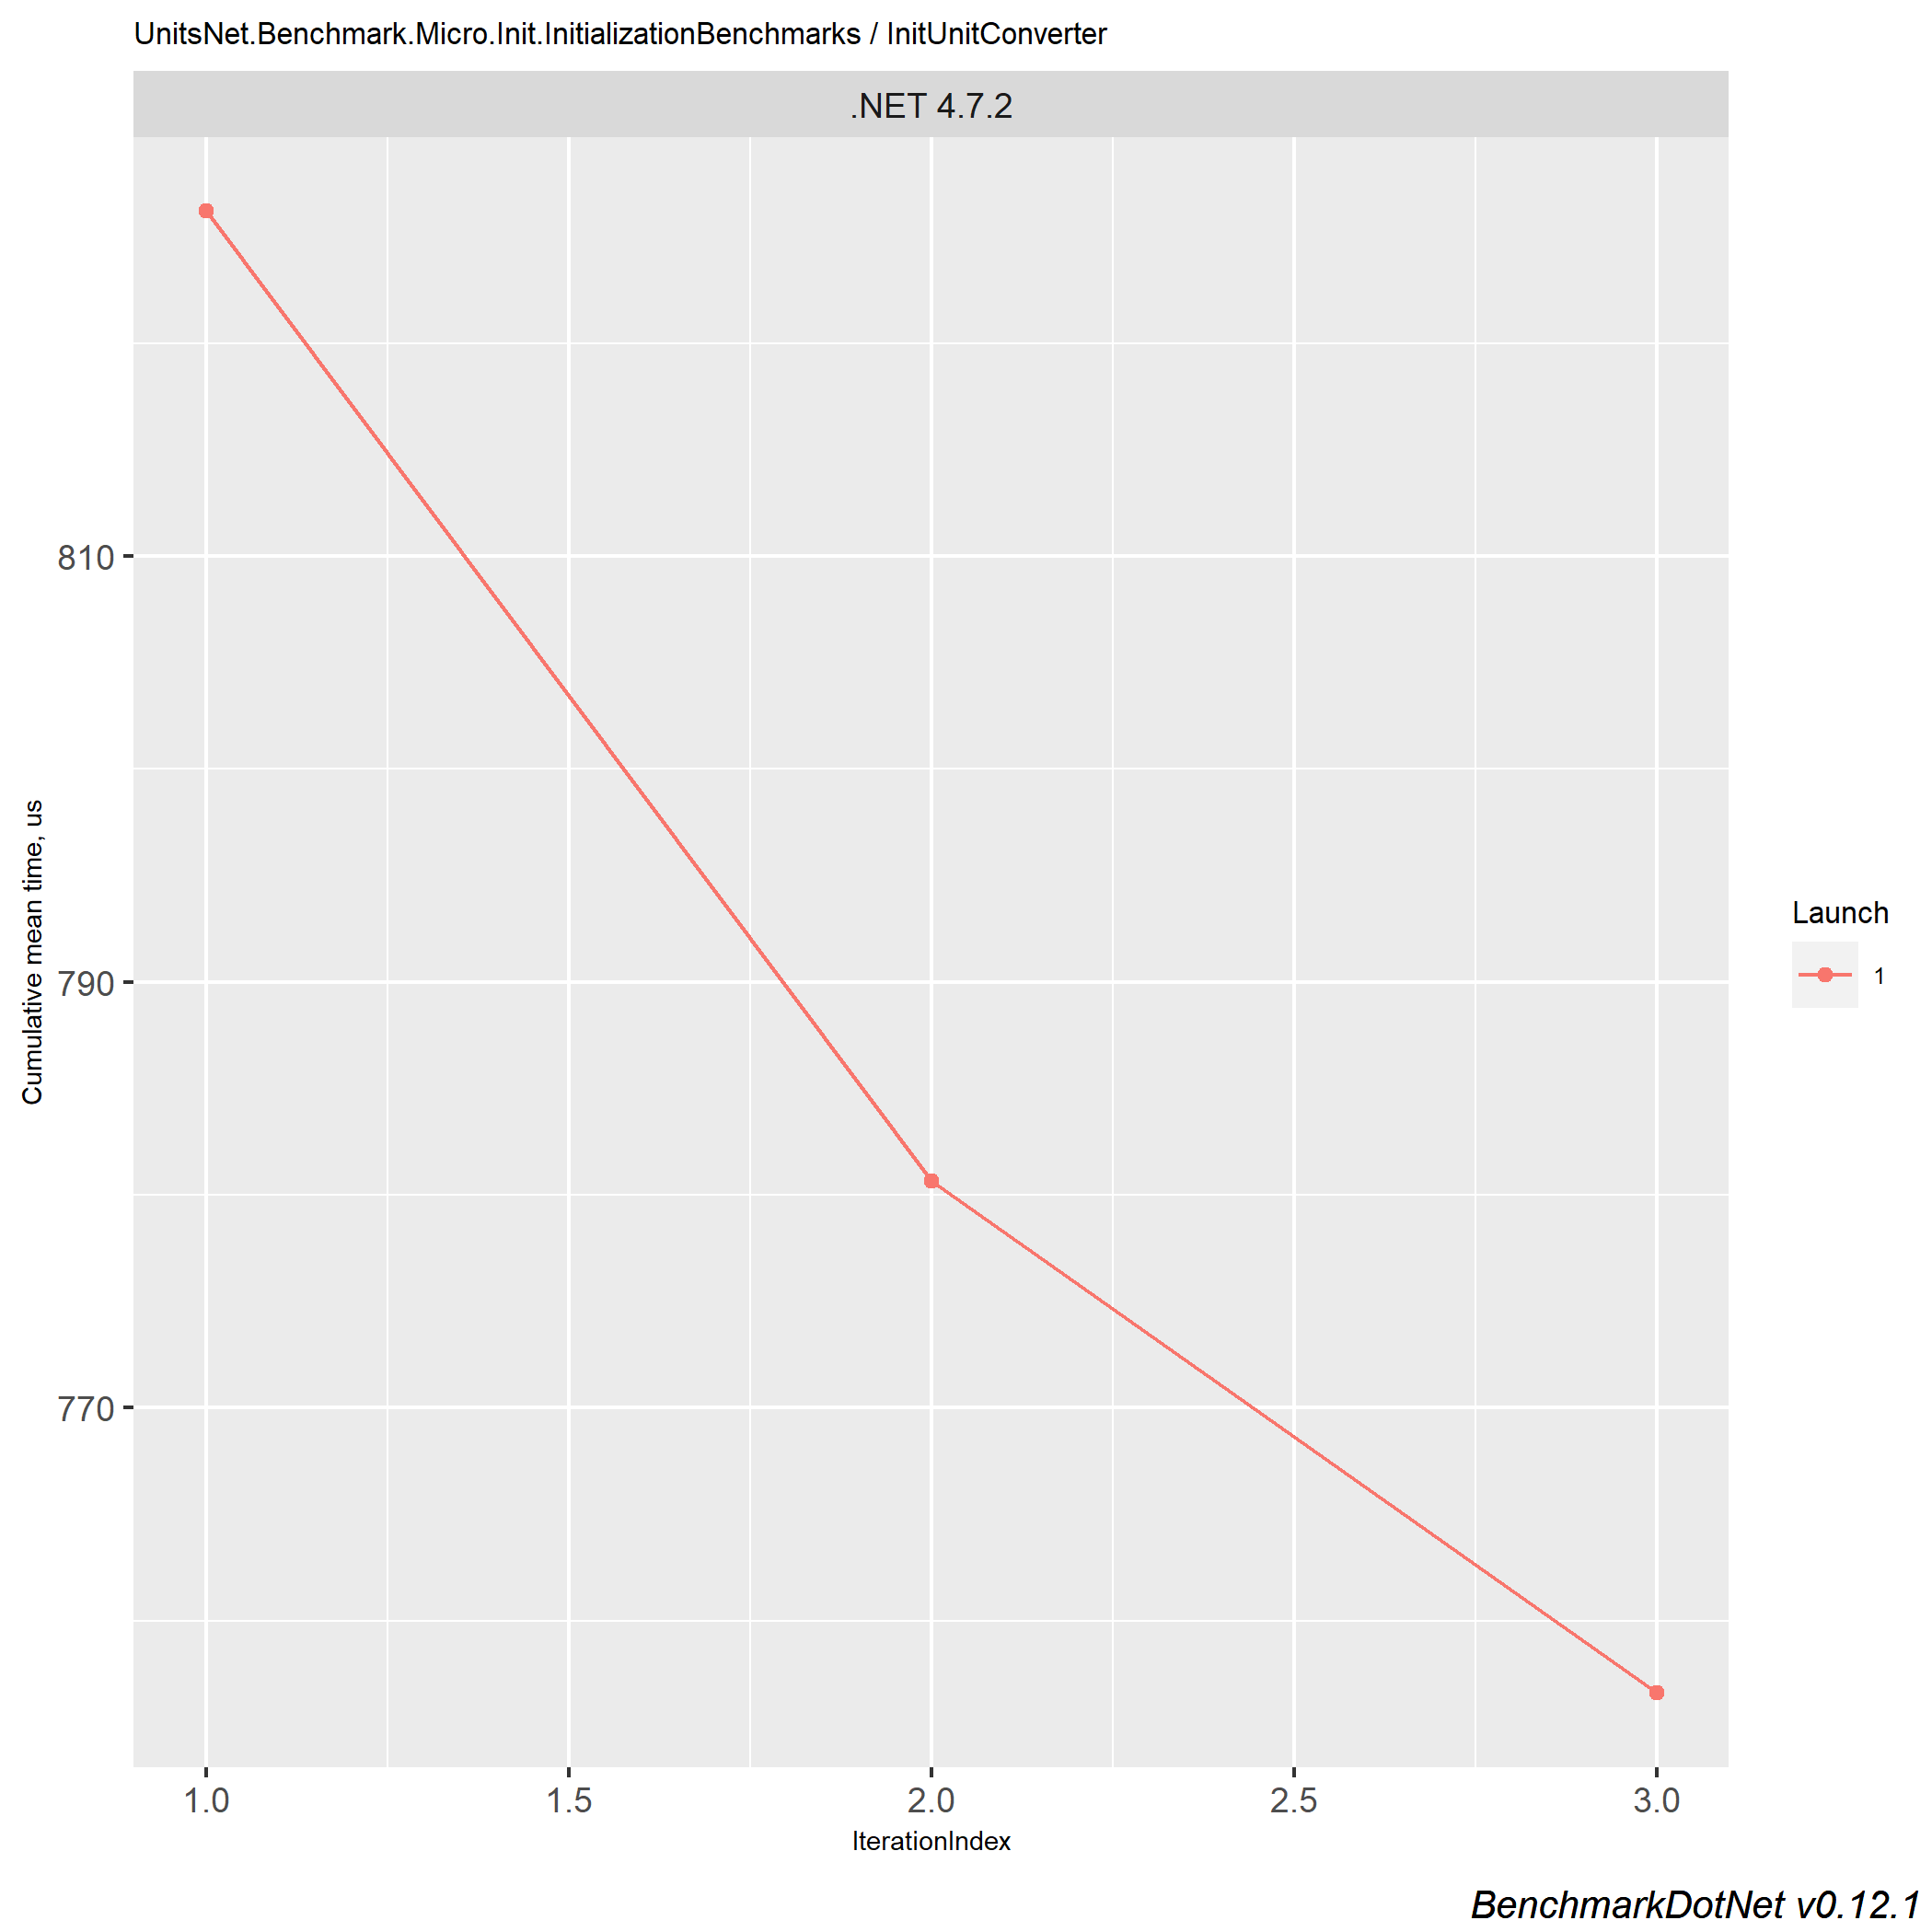 UnitsNet.Benchmark.Micro.Init.InitializationBenchmarks / InitUnitConverter
.NET 4.7.2
Cumulative mean time, us
810
790
770
1.0 1.5 2.0 2.5 3.0
IterationIndex
Launch
1
BenchmarkDotNet v0.12.1